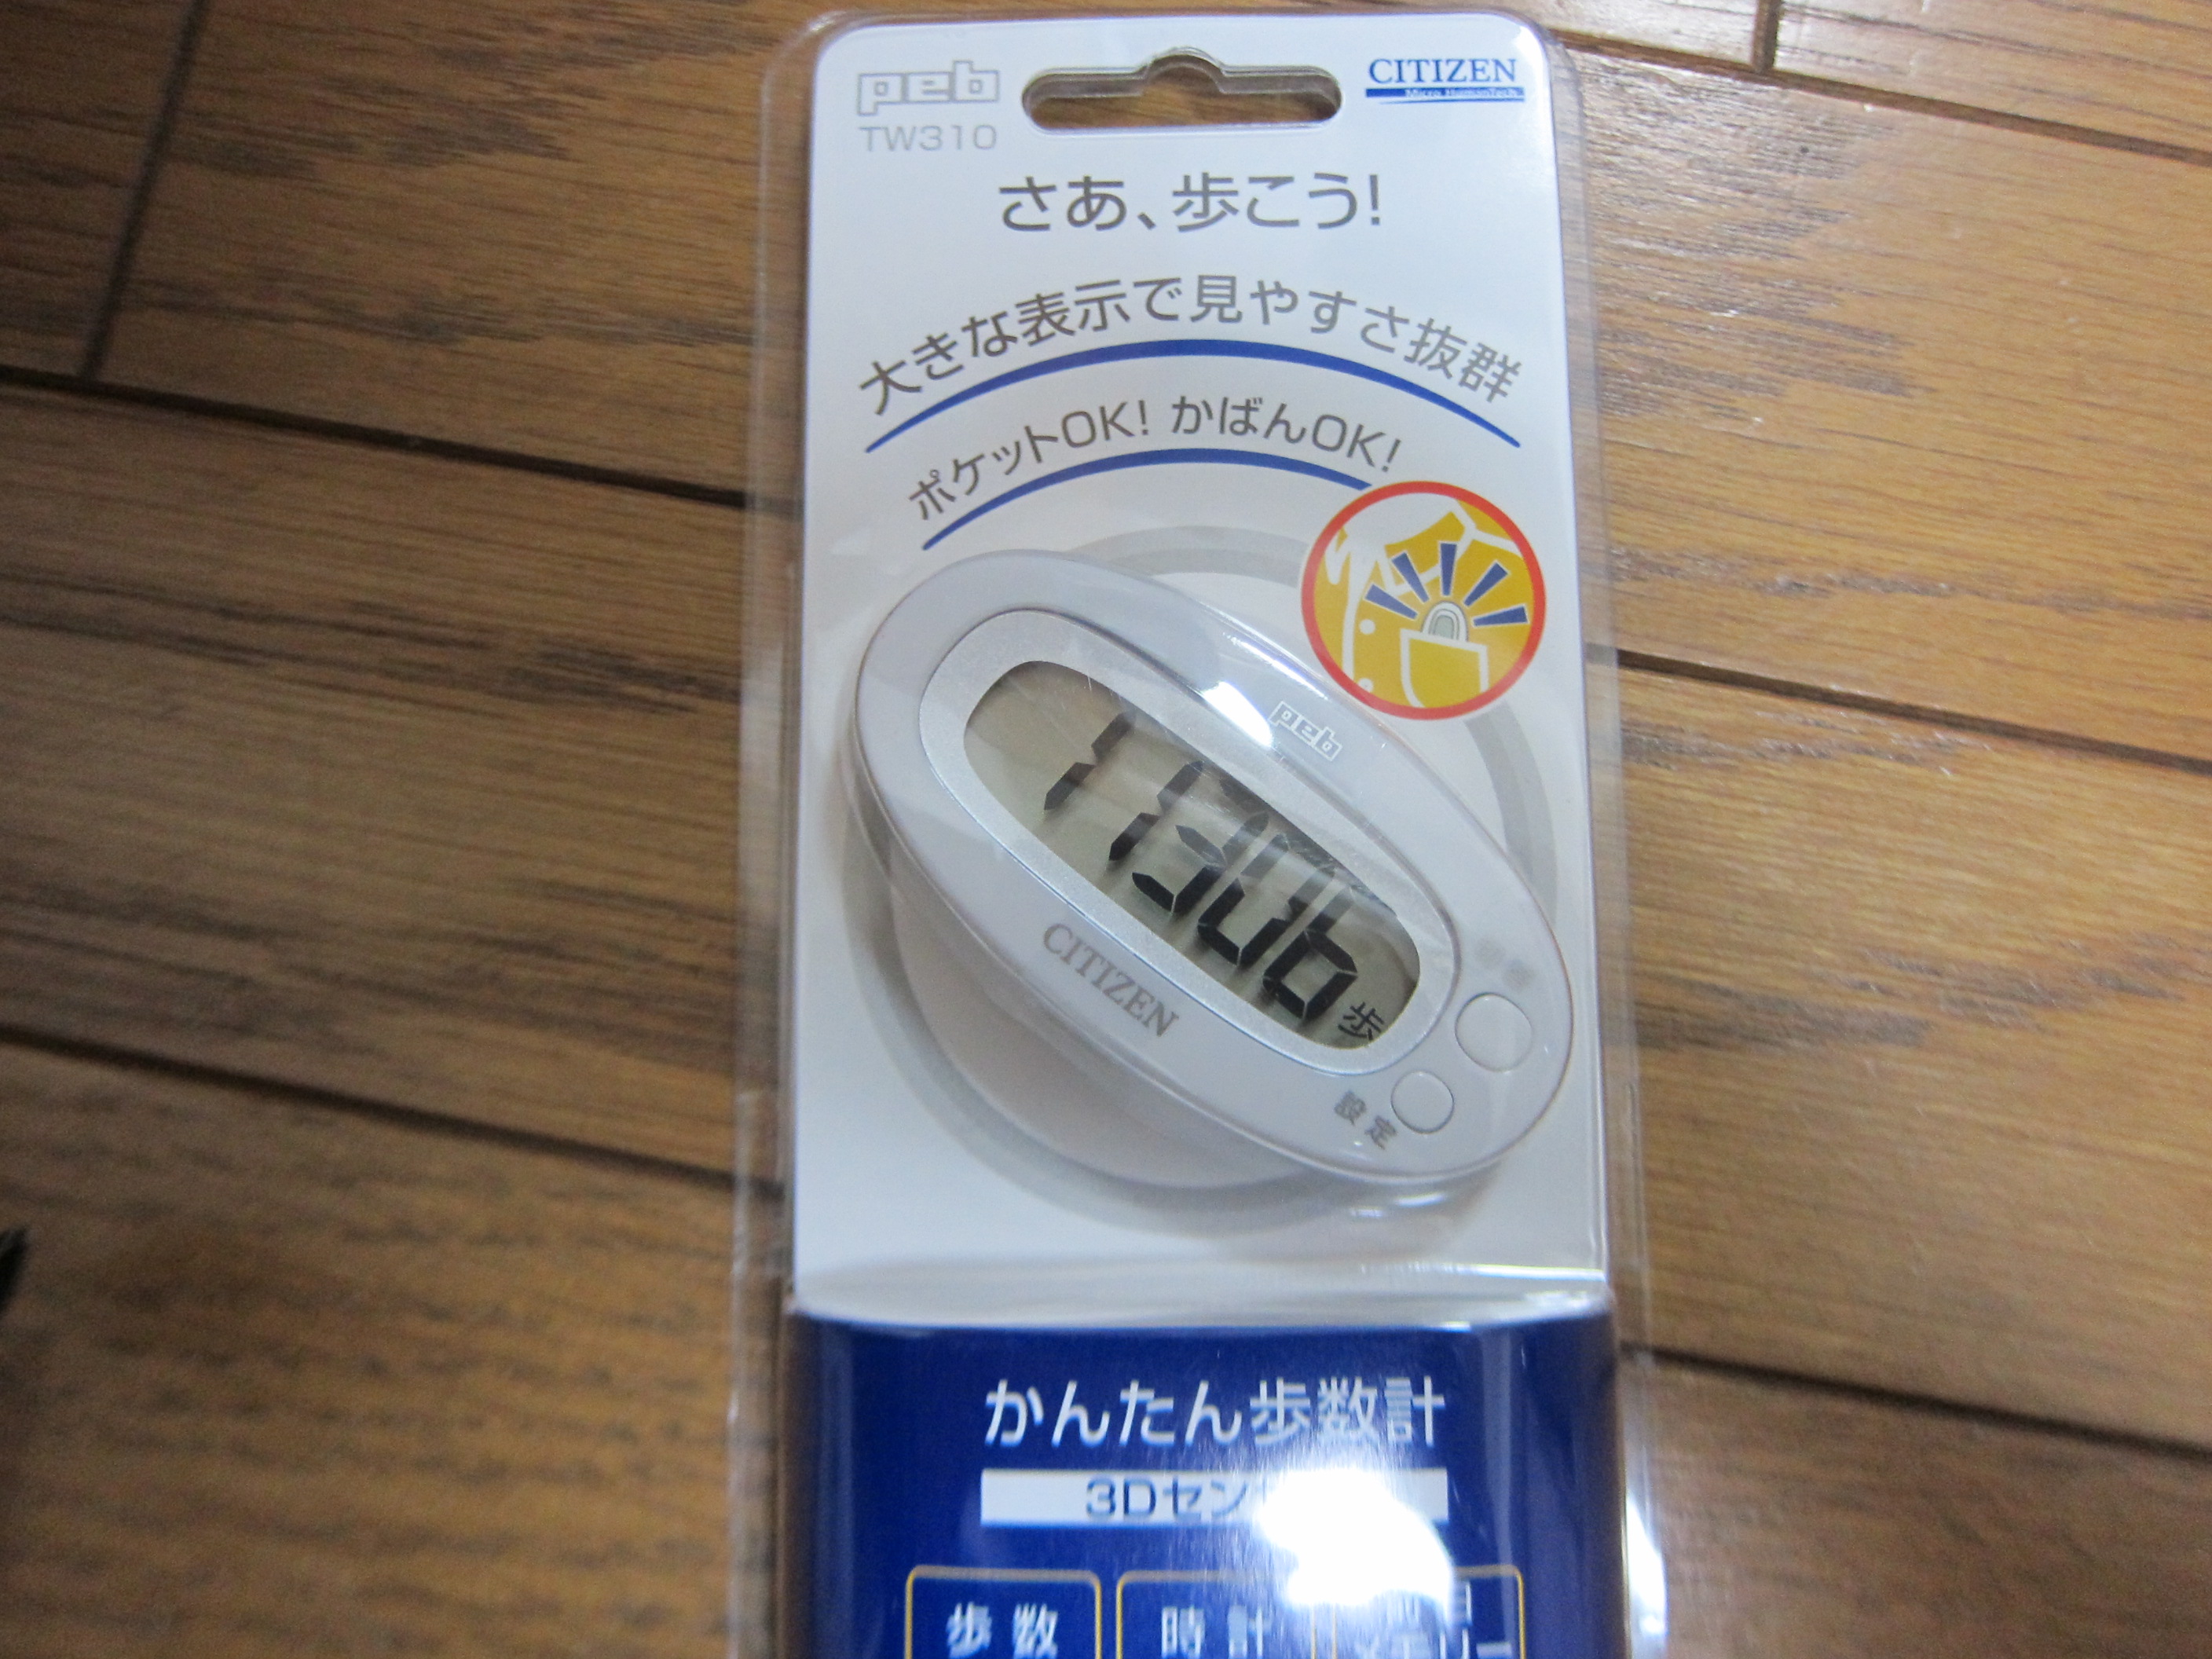 peb
CITIZEN
Micro HumanTech
TW310
さあ、歩こう!
大きな表示で見やすさ抜群
ポケットOK! かばんOK!
peb
歩
CITIZEN
設定
かんたん歩数計
3Dセン
歩数
時計